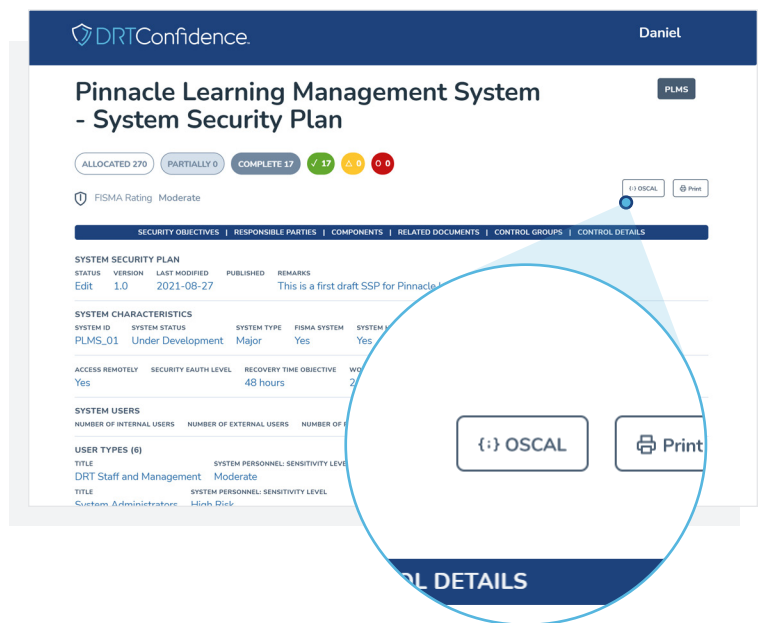 DRTConfidence.
Daniel
Pinnacle Learning Management System
- System Security Plan
PLMS
ALLOCATED 270 PARTIALLY 0 COMPLETE 17 ✓ 17 △ 0 O 0
FISMA Rating Moderate
{:} OSCAL Print
SECURITY OBJECTIVES | RESPONSIBLE PARTIES | COMPONENTS | RELATED DOCUMENTS | CONTROL GROUPS | CONTROL DETAILS
SYSTEM SECURITY PLAN
STATUS VERSION LAST MODIFIED PUBLISHED REMARKS
Edit 1.0 2021-08-27 This is a first draft SSP for Pinnacle
SYSTEM CHARACTERISTICS
SYSTEM ID SYSTEM STATUS SYSTEM TYPE FISMA SYSTEM SYSTEM
PLMS_01 Under Development Major Yes Yes
ACCESS REMOTELY SECURITY EAUTH LEVEL RECOVERY TIME OBJECTIVE
Yes 48 hours 2
SYSTEM USERS
NUMBER OF INTERNAL USERS NUMBER OF EXTERNAL USERS NUMBER OF
USER TYPES (6)
TITLE SYSTEM PERSONNEL: SENSITIVITY LEVE
DRT Staff and Management Moderate
TITLE SYSTEM PERSONNEL: SENSITIVITY LEVEL
System Administrators High Risk
{:} OSCAL Print
OL DETAILS